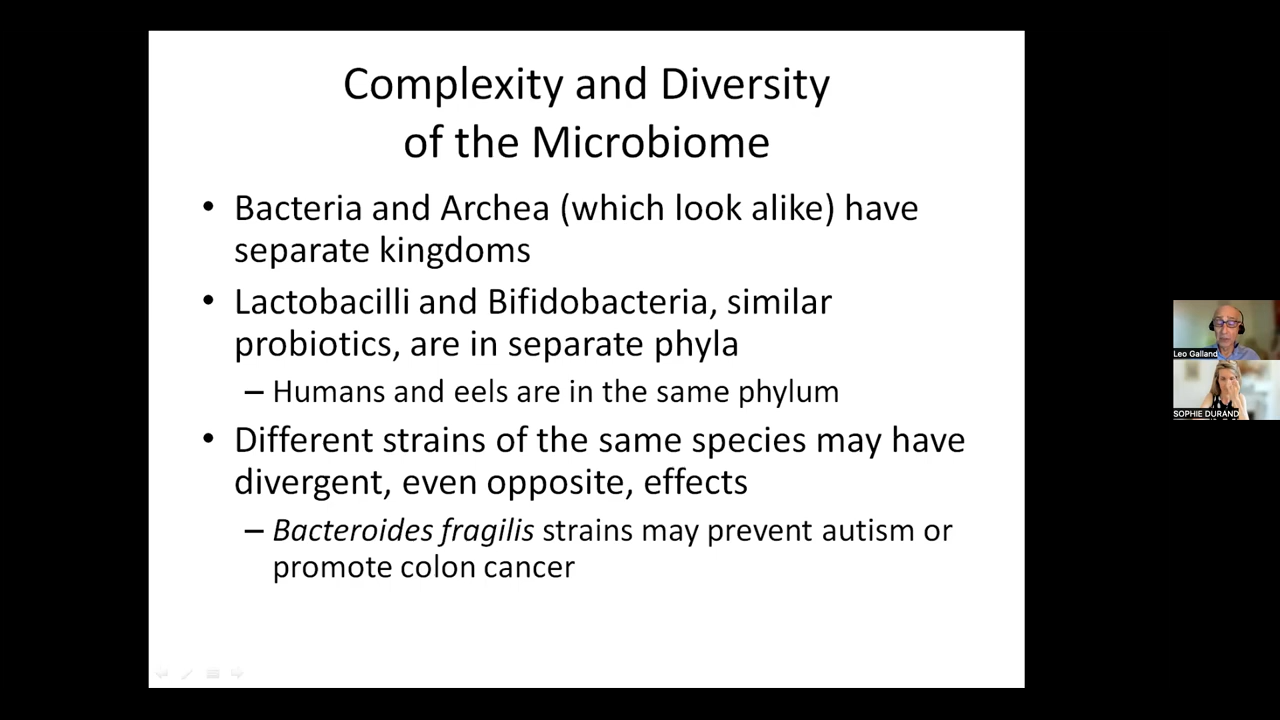 Complexity and Diversity
of the Microbiome
• Bacteria and Archea (which look alike) have
separate kingdoms
• Lactobacilli and Bifidobacteria, similar
probiotics, are in separate phyla
– Humans and eels are in the same phylum
• Different strains of the same species may have
divergent, even opposite, effects
– Bacteroides fragilis strains may prevent autism or
promote colon cancer
Leo Galland
SOPHIE DURAND